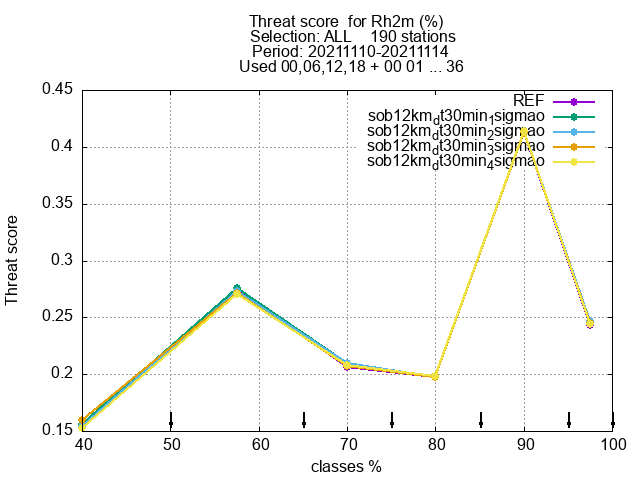 Threat score  for Rh2m (%)
Selection: ALL    190 stations
Period: 20211110-20211114
Used 00,06,12,18 + 00 01 ... 36
REF
sob12km_dt30min_1sigmao
sob12km_dt30min_2sigmao
sob12km_dt30min_3sigmao
sob12km_dt30min_4sigmao
Threat score
0.45
0.4
0.35
0.3
0.25
0.2
0.15
40 50 60 70 80 90 100
classes %